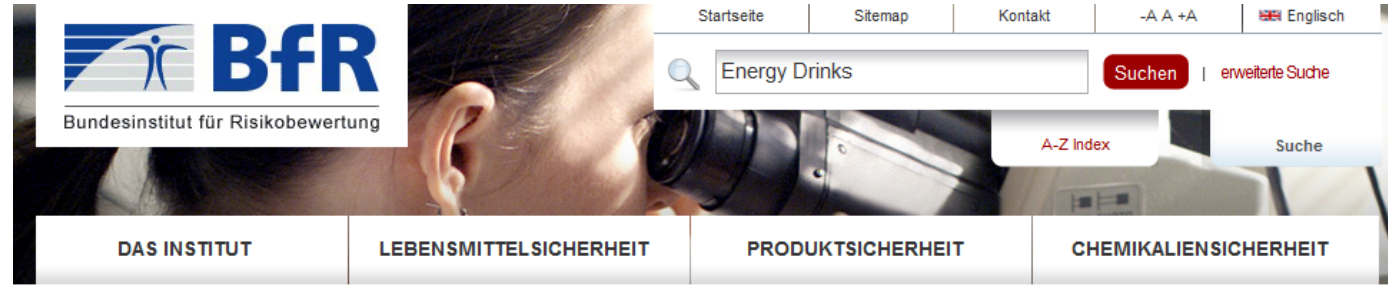 Startseite
Sitemap
Kontakt
-A A +A
Englisch
BfR
Bundesinstitut für Risikobewertung
Energy Drinks
Suchen
|
erweiterte Suche
A-Z Index
Suche
DAS INSTITUT
LEBENSMITTELSICHERHEIT
PRODUKTSICHERHEIT
CHEMIKALIENSICHERHEIT